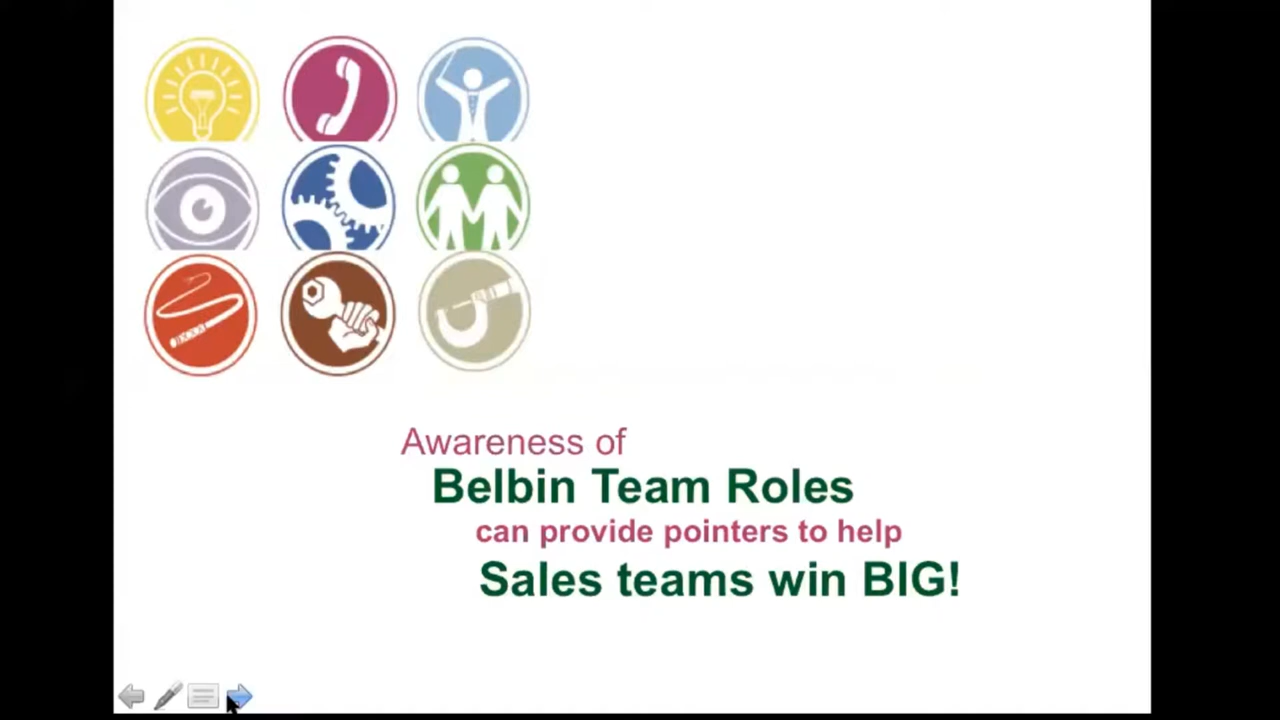 Awareness of
Belbin Team Roles
can provide pointers to help
Sales teams win BIG!